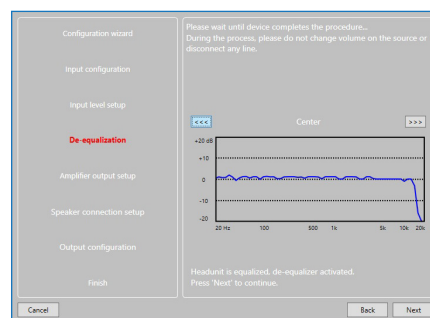 Configuration wizard
Input configuration
Input level setup
De-equalization
Amplifier output setup
Speaker connection setup
Output configuration
Finish
Please wait until device completes the procedure...
During the process, please do not change volume on the source or
disconnect any line.
<<< Center >>>
+20 dB
+10
0
-10
-20
20 Hz 100 500 1k 5k 10k 20k
Headunit is equalized, de-equalizer activated.
Press 'Next' to continue.
Cancel Back Next